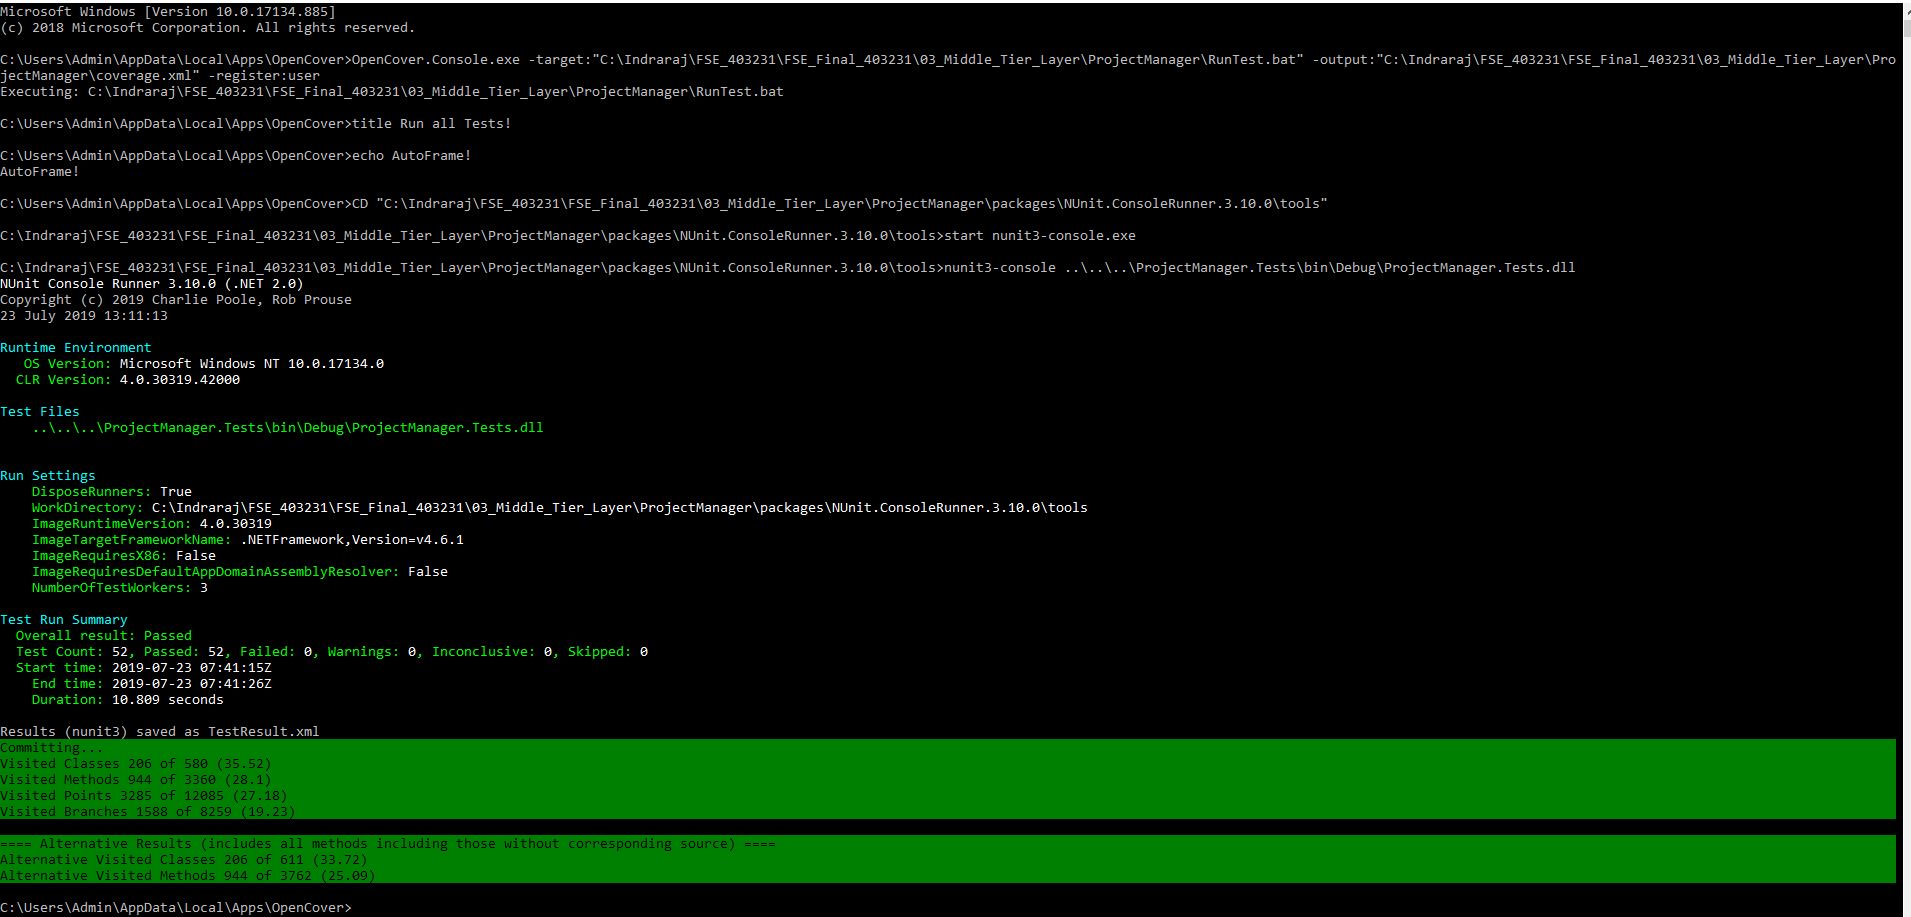 Microsoft Windows [Version 10.0.17134.885]
(c) 2018 Microsoft Corporation. All rights reserved.
C:\Users\Admin\AppData\Local\Apps\OpenCover>OpenCover.Console.exe -target:"C:\Indraraj\FSE_403231\FSE_Final_403231\03_Middle_Tier_Layer\ProjectManager\RunTest.bat" -output:"C:\Indraraj\FSE_403231\FSE_Final_403231\03_Middle_Tier_Layer\Pro
jectManager\coverage.xml" -register:user
Executing: C:\Indraraj\FSE_403231\FSE_Final_403231\03_Middle_Tier_Layer\ProjectManager\RunTest.bat
C:\Users\Admin\AppData\Local\Apps\OpenCover>title Run all Tests!
C:\Users\Admin\AppData\Local\Apps\OpenCover>echo AutoFrame!
AutoFrame!
C:\Users\Admin\AppData\Local\Apps\OpenCover>CD "C:\Indraraj\FSE_403231\FSE_Final_403231\03_Middle_Tier_Layer\ProjectManager\packages\NUnit.ConsoleRunner.3.10.0\tools"
C:\Indraraj\FSE_403231\FSE_Final_403231\03_Middle_Tier_Layer\ProjectManager\packages\NUnit.ConsoleRunner.3.10.0\tools>start nunit3-console.exe
C:\Indraraj\FSE_403231\FSE_Final_403231\03_Middle_Tier_Layer\ProjectManager\packages\NUnit.ConsoleRunner.3.10.0\tools>nunit3-console ..\..\..\ProjectManager.Tests\bin\Debug\ProjectManager.Tests.dll
NUnit Console Runner 3.10.0 (.NET 2.0)
Copyright (c) 2019 Charlie Poole, Rob Prouse
23 July 2019 13:11:13
Runtime Environment
OS Version: Microsoft Windows NT 10.0.17134.0
CLR Version: 4.0.30319.42000
Test Files
..\..\..\ProjectManager.Tests\bin\Debug\ProjectManager.Tests.dll
Run Settings
DisposeRunners: True
WorkDirectory: C:\Indraraj\FSE_403231\FSE_Final_403231\03_Middle_Tier_Layer\ProjectManager\packages\NUnit.ConsoleRunner.3.10.0\tools
ImageRuntimeVersion: 4.0.30319
ImageTargetFrameworkName: .NETFramework,Version=v4.6.1
ImageRequiresX86: False
ImageRequiresDefaultAppDomainAssemblyResolver: False
NumberOfTestWorkers: 3
Test Run Summary
Overall result: Passed
Test Count: 52, Passed: 52, Failed: 0, Warnings: 0, Inconclusive: 0, Skipped: 0
Start time: 2019-07-23 07:41:15Z
End time: 2019-07-23 07:41:26Z
Duration: 10.809 seconds
Results (nunit3) saved as TestResult.xml
Committing...
Visited Classes 206 of 580 (35.52)
Visited Methods 944 of 3360 (28.1)
Visited Points 3285 of 12085 (27.18)
Visited Branches 1588 of 8259 (19.23)
==== Alternative Results (includes all methods including those without corresponding source) ====
Alternative Visited Classes 206 of 611 (33.72)
Alternative Visited Methods 944 of 3762 (25.09)
C:\Users\Admin\AppData\Local\Apps\OpenCover>